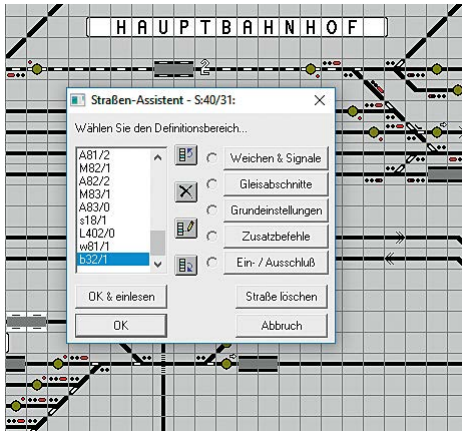 HAUPTBAHNHOF
2
Straßen-Assistent - S:40/31:
Wählen Sie den Definitionsbereich...
A81/2
M82/1
A82/2
M83/1
A83/0
s18/1
L402/0
w81/1
b32/1
Weichen & Signale
Gleisabschnitte
Grundeinstellungen
Zusatzbefehle
Ein- / Ausschluß
OK & einlesen
Straße löschen
OK
Abbruch